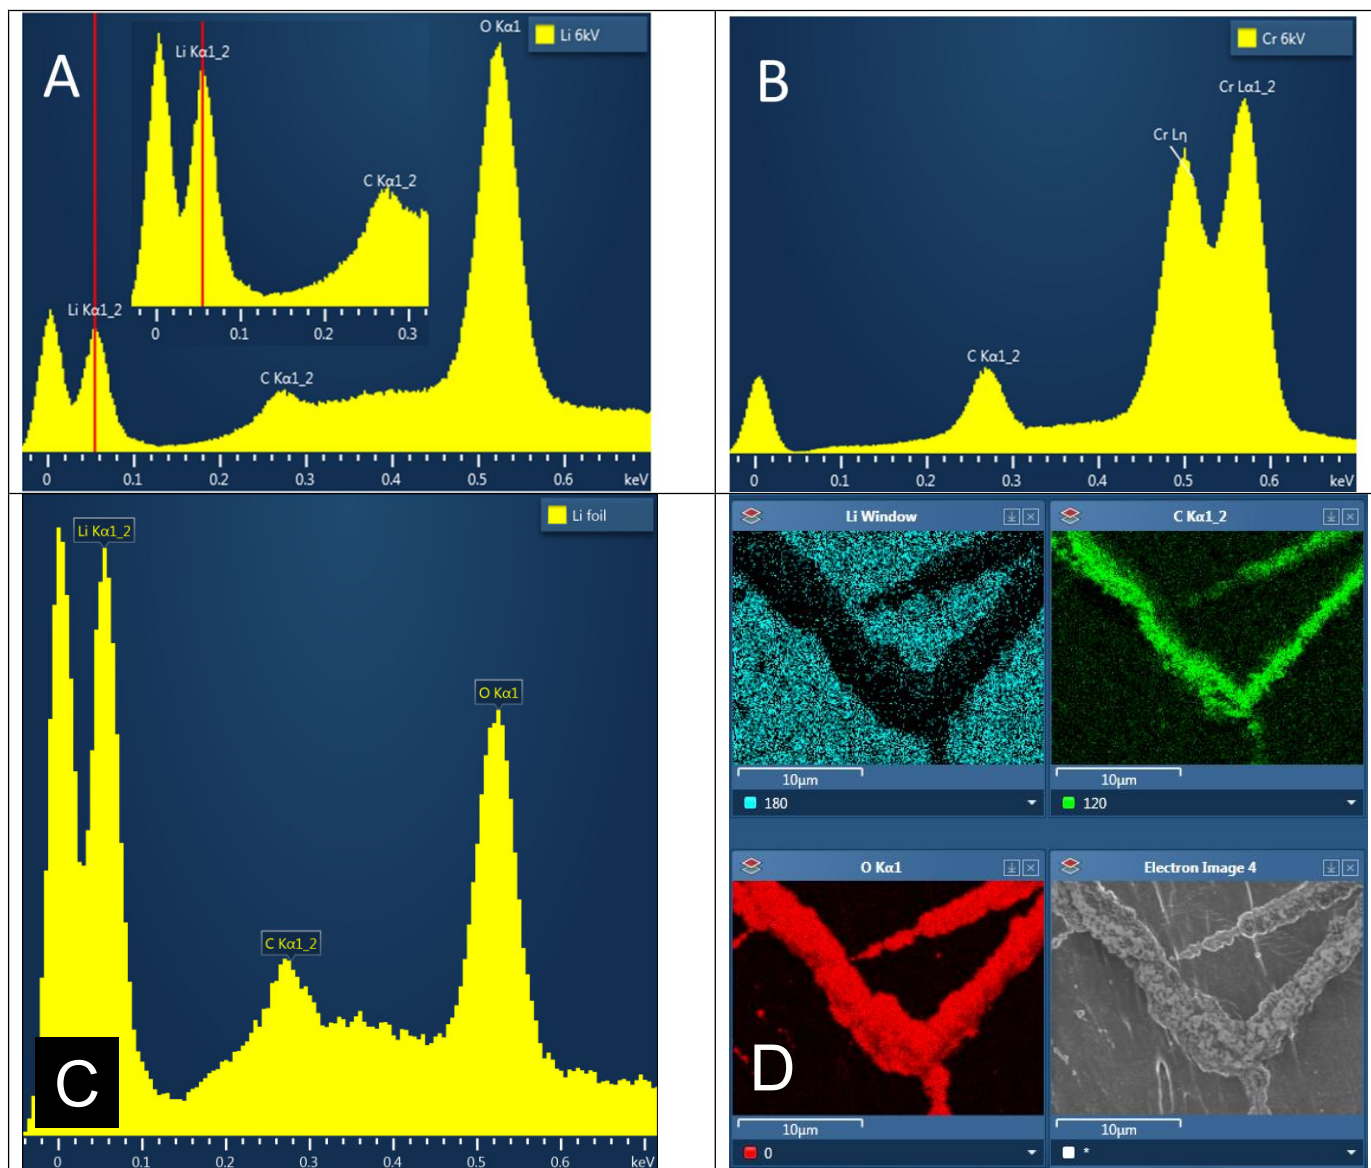 A
Li 6kV
O Kα1
Li Kα1_2
C Kα1_2
0 0.1 0.2 0.3
Li Kα1_2
C Kα1_2
0 0.1 0.2 0.3 0.4 0.5 0.6 keV
B
Cr 6kV
Cr Lα1_2
Cr Lη
C Kα1_2
0 0.1 0.2 0.3 0.4 0.5 0.6 keV
C
Li foil
Li Kα1_2
O Kα1
C Kα1_2
0 0.1 0.2 0.3 0.4 0.5 0.6 keV
Li Window
10µm
180
C Kα1_2
10µm
120
O Kα1
D
10µm
0
Electron Image 4
10µm
*